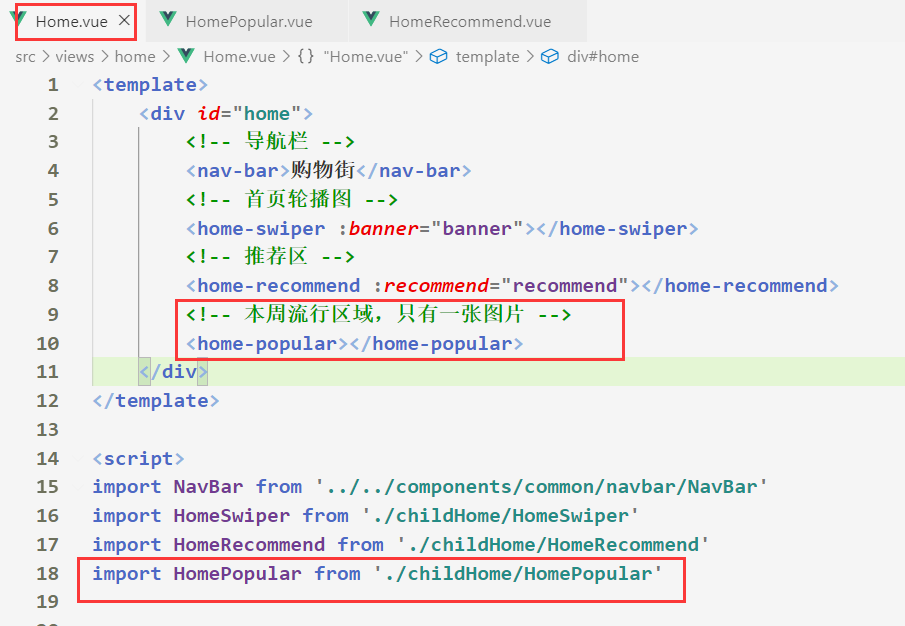 Home.vue × HomePopular.vue HomeRecommend.vue
src > views > home > Home.vue > {} "Home.vue" > template > div#home
1 <template>
2 <div id="home">
3 <!-- 导航栏 -->
4 <nav-bar>购物街</nav-bar>
5 <!-- 首页轮播图 -->
6 <home-swiper :banner="banner"></home-swiper>
7 <!-- 推荐区 -->
8 <home-recommend :recommend="recommend"></home-recommend>
9 <!-- 本周流行区域，只有一张图片 -->
10 <home-popular></home-popular>
11 </div>
12 </template>
13
14 <script>
15 import NavBar from '../../components/common/navbar/NavBar'
16 import HomeSwiper from './childHome/HomeSwiper'
17 import HomeRecommend from './childHome/HomeRecommend'
18 import HomePopular from './childHome/HomePopular'
19